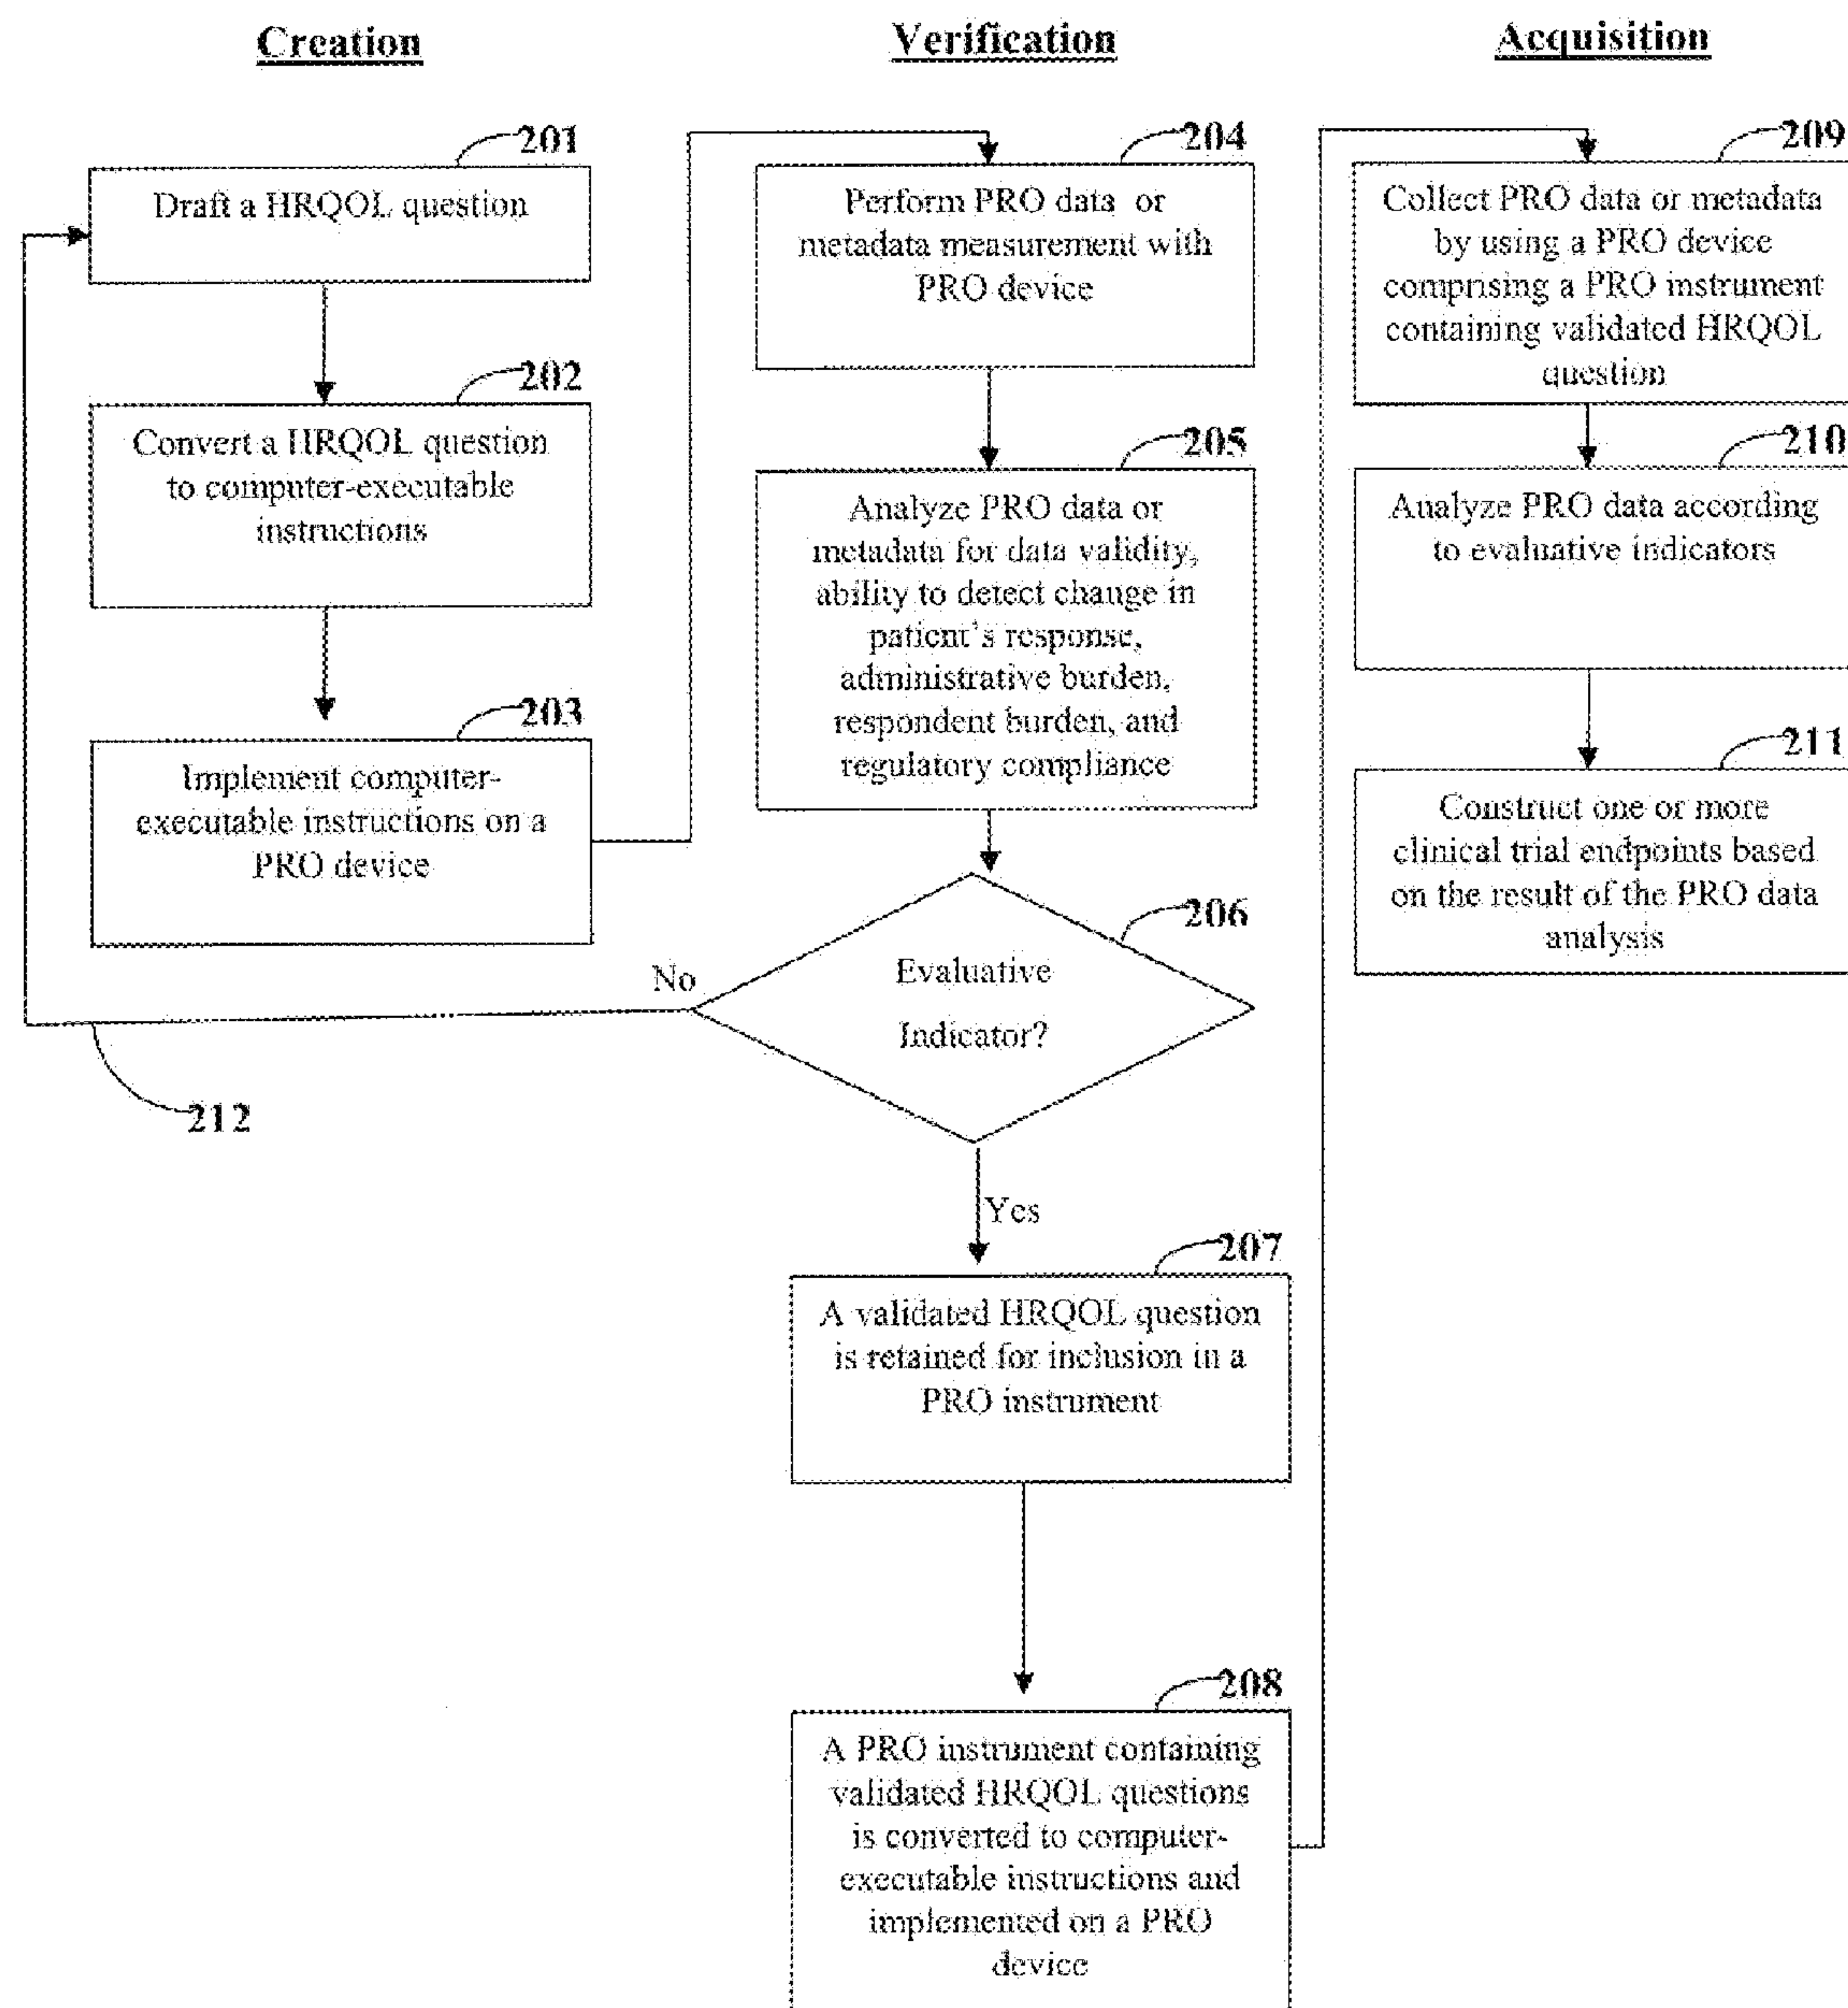 Creation
201
Draft a HRQOL question
202
Convert a HRQOL question
to computer-executable
instructions
203
Implement computer-
executable instructions on a
PRO device
212
Verification
204
Perform PRO data or
metadata measurement with
PRO device
205
Analyze PRO data or
metadata for data validity,
ability to detect change in
patient's response,
administrative burden,
respondent burden, and
regulatory compliance
206
Evaluative
Indicator?
No
Yes
207
A validated HRQOL question
is retained for inclusion in a
PRO instrument
208
A PRO instrument containing
validated HRQOL questions
is converted to computer-
executable instructions and
implemented on a PRO
device
Acquisition
209
Collect PRO data or metadata
by using a PRO device
comprising a PRO instrument
containing validated HRQOL
question
210
Analyze PRO data according
to evaluative indicators
211
Construct one or more
clinical trial endpoints based
on the result of the PRO data
analysis